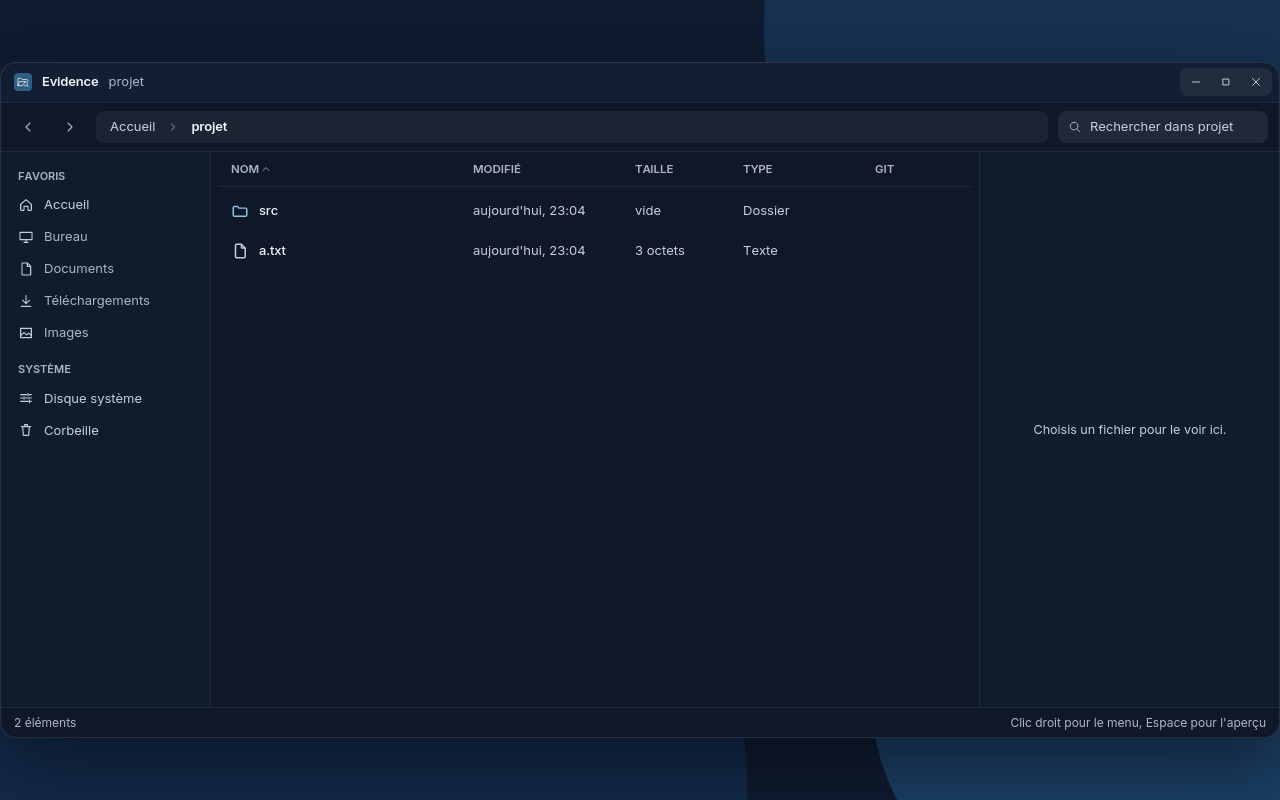 Evidence projet
Accueil projet
Rechercher dans projet
FAVORIS
Accueil
Bureau
Documents
Téléchargements
Images
SYSTÈME
Disque système
Corbeille
NOM MODIFIÉ TAILLE TYPE GIT
src aujourd'hui, 23:04 vide Dossier
a.txt aujourd'hui, 23:04 3 octets Texte
Choisis un fichier pour le voir ici.
2 éléments
Clic droit pour le menu, Espace pour l'aperçu